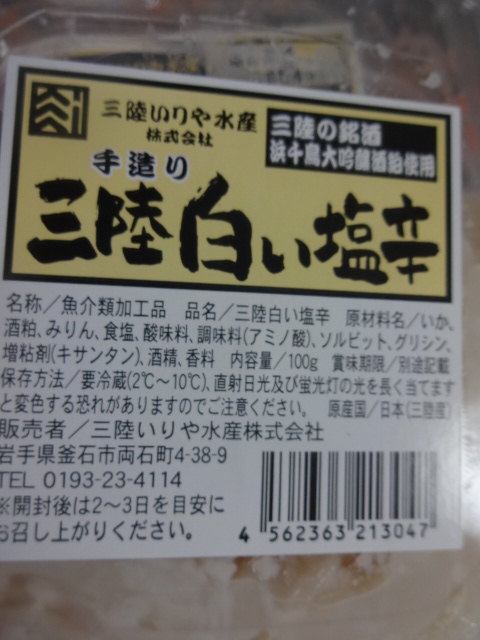 三陸いりや水産
株式会社
三陸の銘酒
浜千鳥大吟醸酒粕使用
手造り
三陸白い塩辛
名称／魚介類加工品 品名／三陸白い塩辛 原材料名／いか、
酒粕、みりん、食塩、酸味料、調味料(アミノ酸)、ソルビット、グリシン、
増粘剤(キサンタン)、酒精、香料 内容量／100g 賞味期限／別途記載
保存方法／要冷蔵(2℃〜10℃)、直射日光及び蛍光灯の光を長く当てます
と変色する恐れがありますのでご注意ください。 原産国／日本(三陸産)
販売者／三陸いりや水産株式会社
岩手県釜石市両石町4-38-9
TEL 0193-23-4114
※開封後は2〜3日を目安に
お召し上がりください。
4 562363 213047